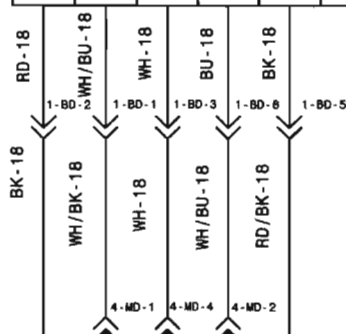 RD-18
WH/BU-18
WH-18
BU-18
BK-18
1-BD-2
1-BD-1
1-BD-3
1-BD-6
1-BD-5
BK-18
WH/BK-18
WH-18
WH/BU-18
RD/BK-18
4-MD-1
4-MD-4
4-MD-2